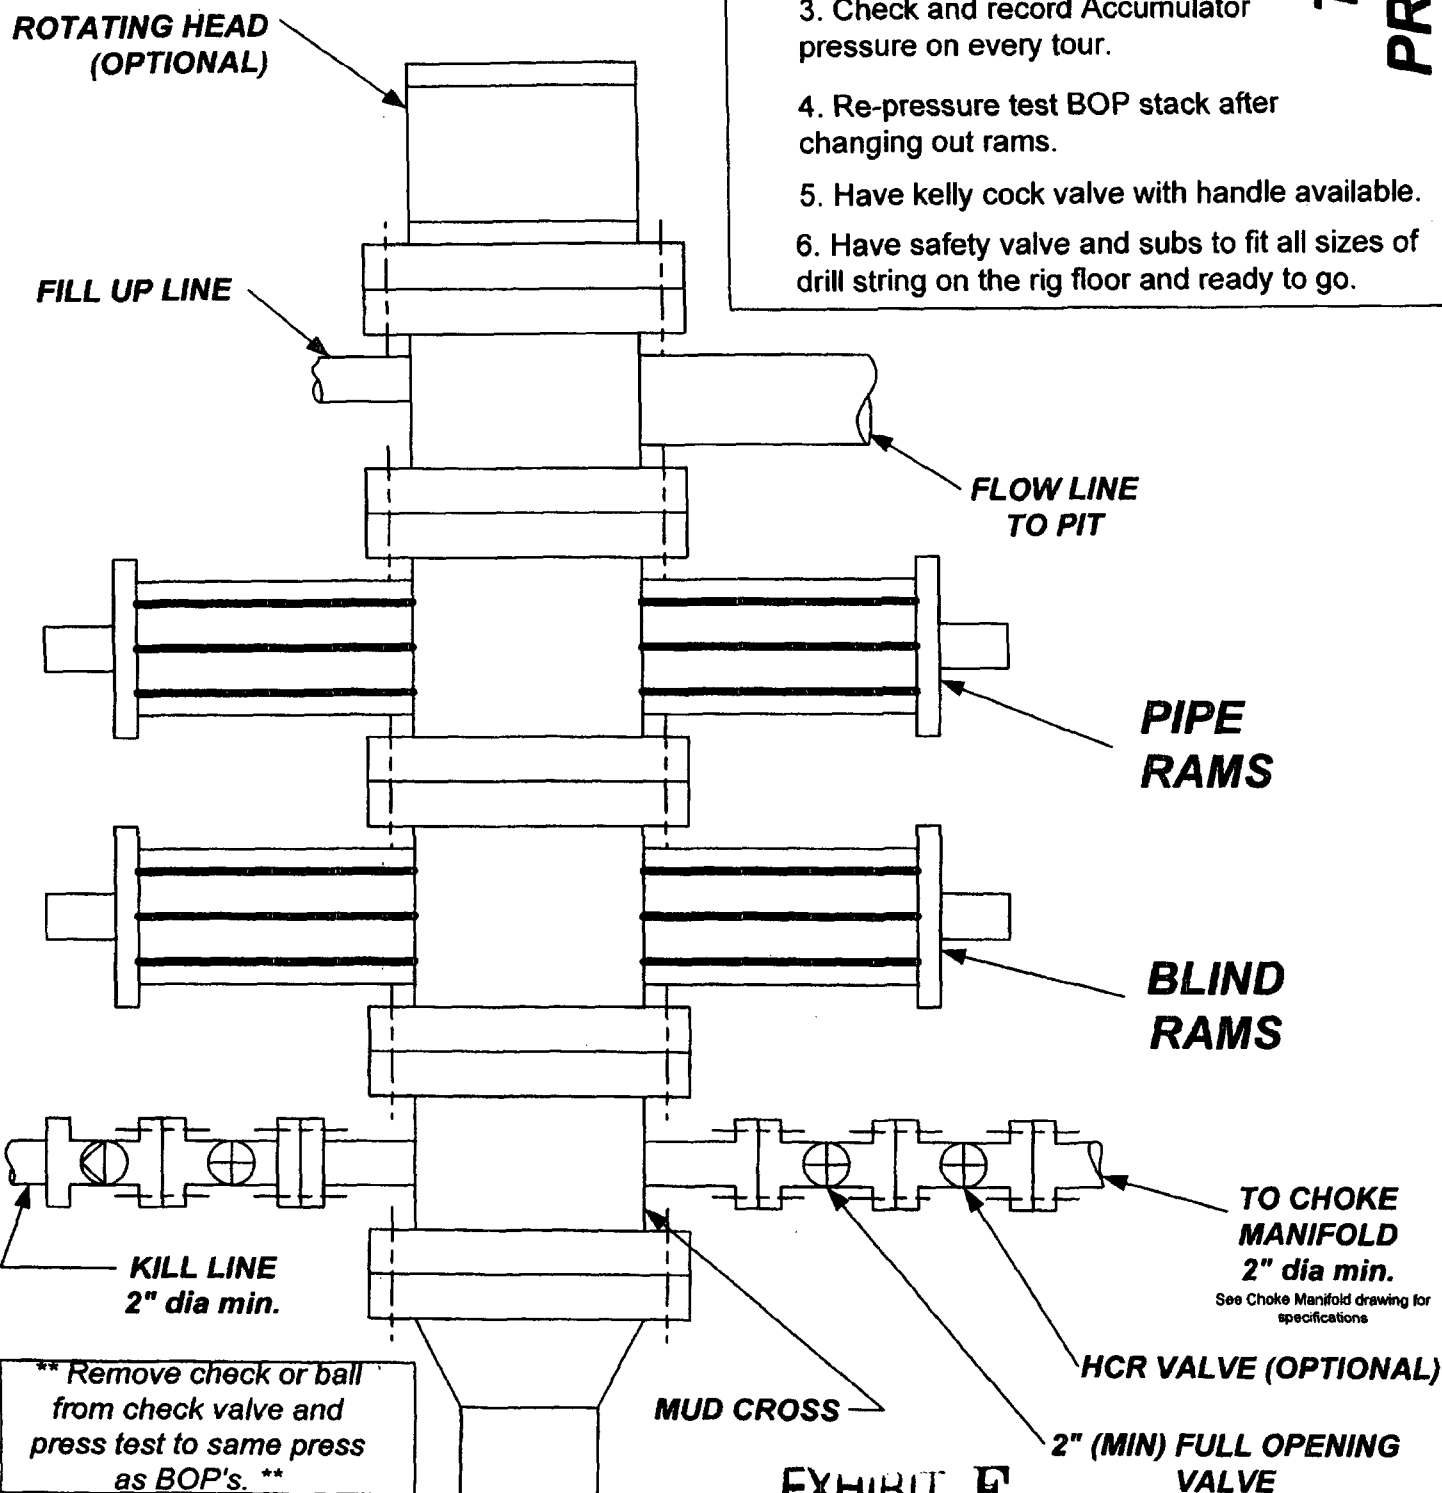 ROTATING HEAD
(OPTIONAL)
3. Check and record Accumulator
pressure on every tour.
4. Re-pressure test BOP stack after
changing out rams.
5. Have kelly cock valve with handle available.
6. Have safety valve and subs to fit all sizes of
drill string on the rig floor and ready to go.
FILL UP LINE
FLOW LINE
TO PIT
PIPE
RAMS
BLIND
RAMS
TO CHOKE
MANIFOLD
2" dia min.
See Choke Manifold drawing for
specifications
KILL LINE
2" dia min.
HCR VALVE (OPTIONAL)
MUD CROSS
2" (MIN) FULL OPENING
VALVE
** Remove check or ball
from check valve and
press test to same press
as BOP's. **
EXHIBIT F